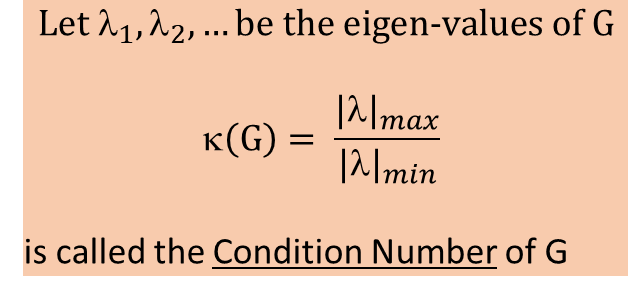 Let λ₁, λ₂, ... be the eigen-values of G
κ(G) = |λ|max / |λ|min
is called the Condition Number of G